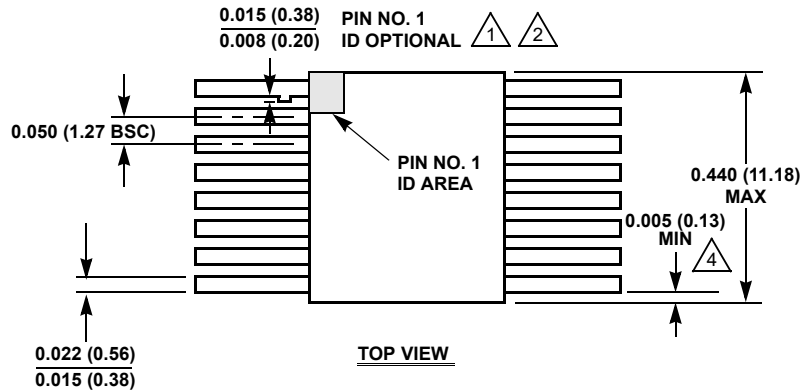 0.015 (0.38)
0.008 (0.20)
PIN NO. 1
ID OPTIONAL
1
2
0.050 (1.27 BSC)
PIN NO. 1
ID AREA
0.440 (11.18)
MAX
0.005 (0.13)
MIN
4
0.022 (0.56)
0.015 (0.38)
TOP VIEW